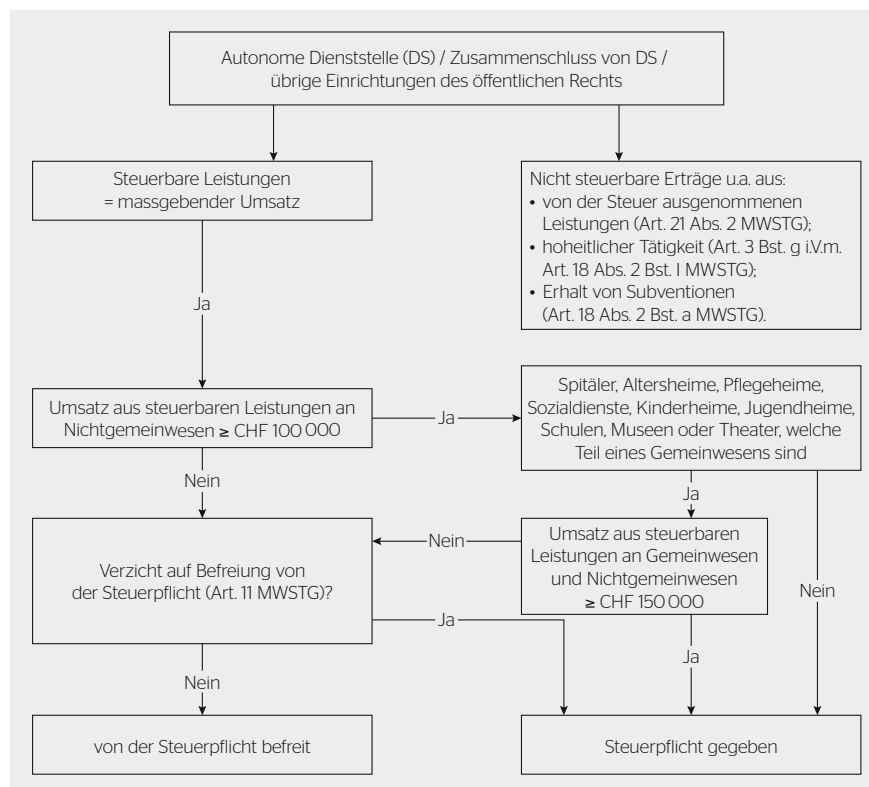 Autonome Dienststelle (DS) / Zusammenschluss von DS /
übrige Einrichtungen des öffentlichen Rechts
Steuerbare Leistungen
= massgebender Umsatz
Nicht steuerbare Erträge u.a. aus:
• von der Steuer ausgenommenen
Leistungen (Art. 21 Abs. 2 MWSTG);
• hoheitlicher Tätigkeit (Art. 3 Bst. g i.V.m.
Art. 18 Abs. 2 Bst. l MWSTG);
• Erhalt von Subventionen
(Art. 18 Abs. 2 Bst. a MWSTG).
Ja
Umsatz aus steuerbaren Leistungen an
Nichtgemeinwesen ≥ CHF 100 000
Ja
Spitäler, Altersheime, Pflegeheime,
Sozialdienste, Kinderheime, Jugendheime,
Schulen, Museen oder Theater, welche
Teil eines Gemeinwesens sind
Nein
Ja
Verzicht auf Befreiung von
der Steuerpflicht (Art. 11 MWSTG)?
Nein
Umsatz aus steuerbaren
Leistungen an Gemeinwesen
und Nichtgemeinwesen
≥ CHF 150 000
Nein
Ja
Ja
Nein
von der Steuerpflicht befreit
Steuerpflicht gegeben